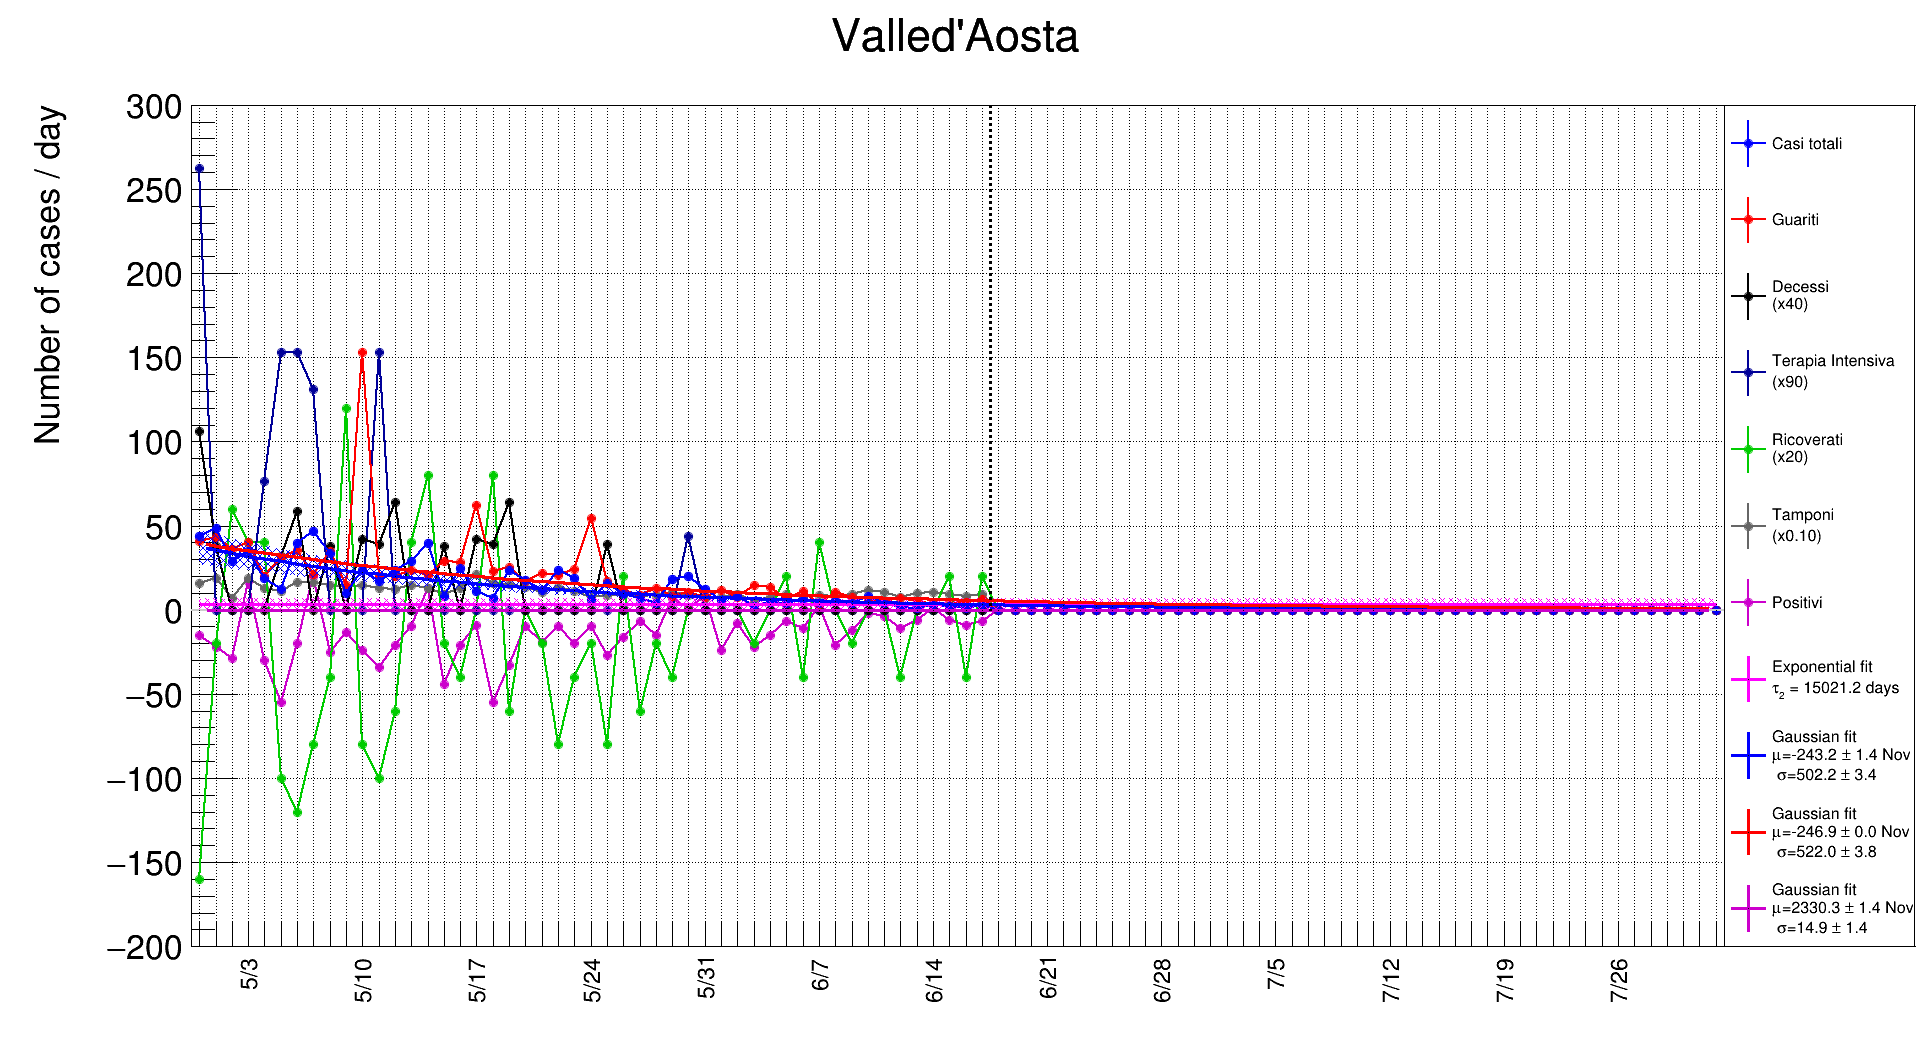 Valled'Aosta
Number of cases / day
300
250
200
150
100
50
0
−50
−100
−150
−200
5/3
5/10
5/17
5/24
5/31
6/7
6/14
6/21
6/28
7/5
7/12
7/19
7/26
Casi totali
Guariti
Decessi
(x40)
Terapia Intensiva
(x90)
Ricoverati
(x20)
Tamponi
(x0.10)
Positivi
Exponential fit
τ2 = 15021.2 days
Gaussian fit
μ=-243.2 ± 1.4 Nov
σ=502.2 ± 3.4
Gaussian fit
μ=-246.9 ± 0.0 Nov
σ=522.0 ± 3.8
Gaussian fit
μ=2330.3 ± 1.4 Nov
σ=14.9 ± 1.4